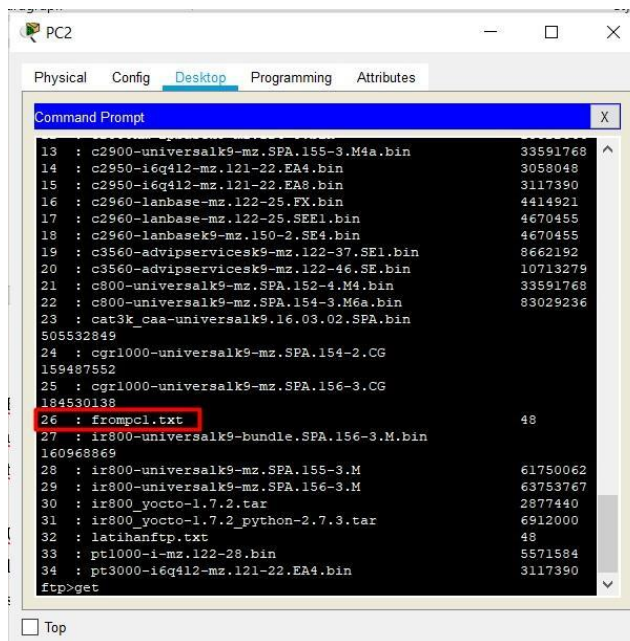 PC2
Physical Config Desktop Programming Attributes
Command Prompt X
13 : c2900-universalk9-mz.SPA.155-3.M4a.bin 33591768
14 : c2950-i6q4l2-mz.121-22.EA4.bin 3058048
15 : c2950-i6q4l2-mz.121-22.EA8.bin 3117390
16 : c2960-lanbase-mz.122-25.FX.bin 4414921
17 : c2960-lanbase-mz.122-25.SEE1.bin 4670455
18 : c2960-lanbasek9-mz.150-2.SE4.bin 4670455
19 : c3560-advipservicesk9-mz.122-37.SE1.bin 8662192
20 : c3560-advipservicesk9-mz.122-46.SE.bin 10713279
21 : c800-universalk9-mz.SPA.152-4.M4.bin 33591768
22 : c800-universalk9-mz.SPA.154-3.M6a.bin 83029236
23 : cat3k_caa-universalk9.16.03.02.SPA.bin
505532849
24 : cgr1000-universalk9-mz.SPA.154-2.CG
159487552
25 : cgr1000-universalk9-mz.SPA.156-3.CG
184530138
26 : frompc1.txt 48
27 : ir800-universalk9-bundle.SPA.156-3.M.bin
160968869
28 : ir800-universalk9-mz.SPA.155-3.M 61750062
29 : ir800-universalk9-mz.SPA.156-3.M 63753767
30 : ir800_yocto-1.7.2.tar 2877440
31 : ir800_yocto-1.7.2_python-2.7.3.tar 6912000
32 : latihanftp.txt 48
33 : pt1000-i-mz.122-28.bin 5571584
34 : pt3000-i6q4l2-mz.121-22.EA4.bin 3117390
ftp>get
Top